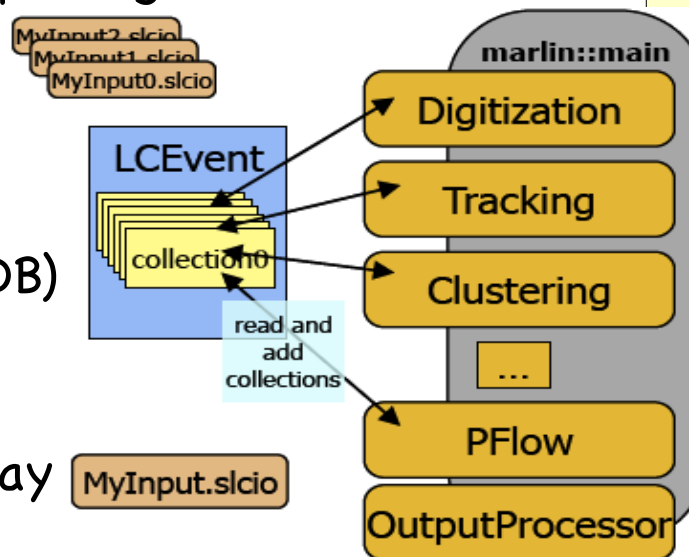 MyInput2.slcio
MyInput1.slcio
MyInput0.slcio
marlin::main
Digitization
LCEvent
Tracking
collection0
DB)
Clustering
read and
add
collections
...
PFlow
ay
MyInput.slcio
OutputProcessor